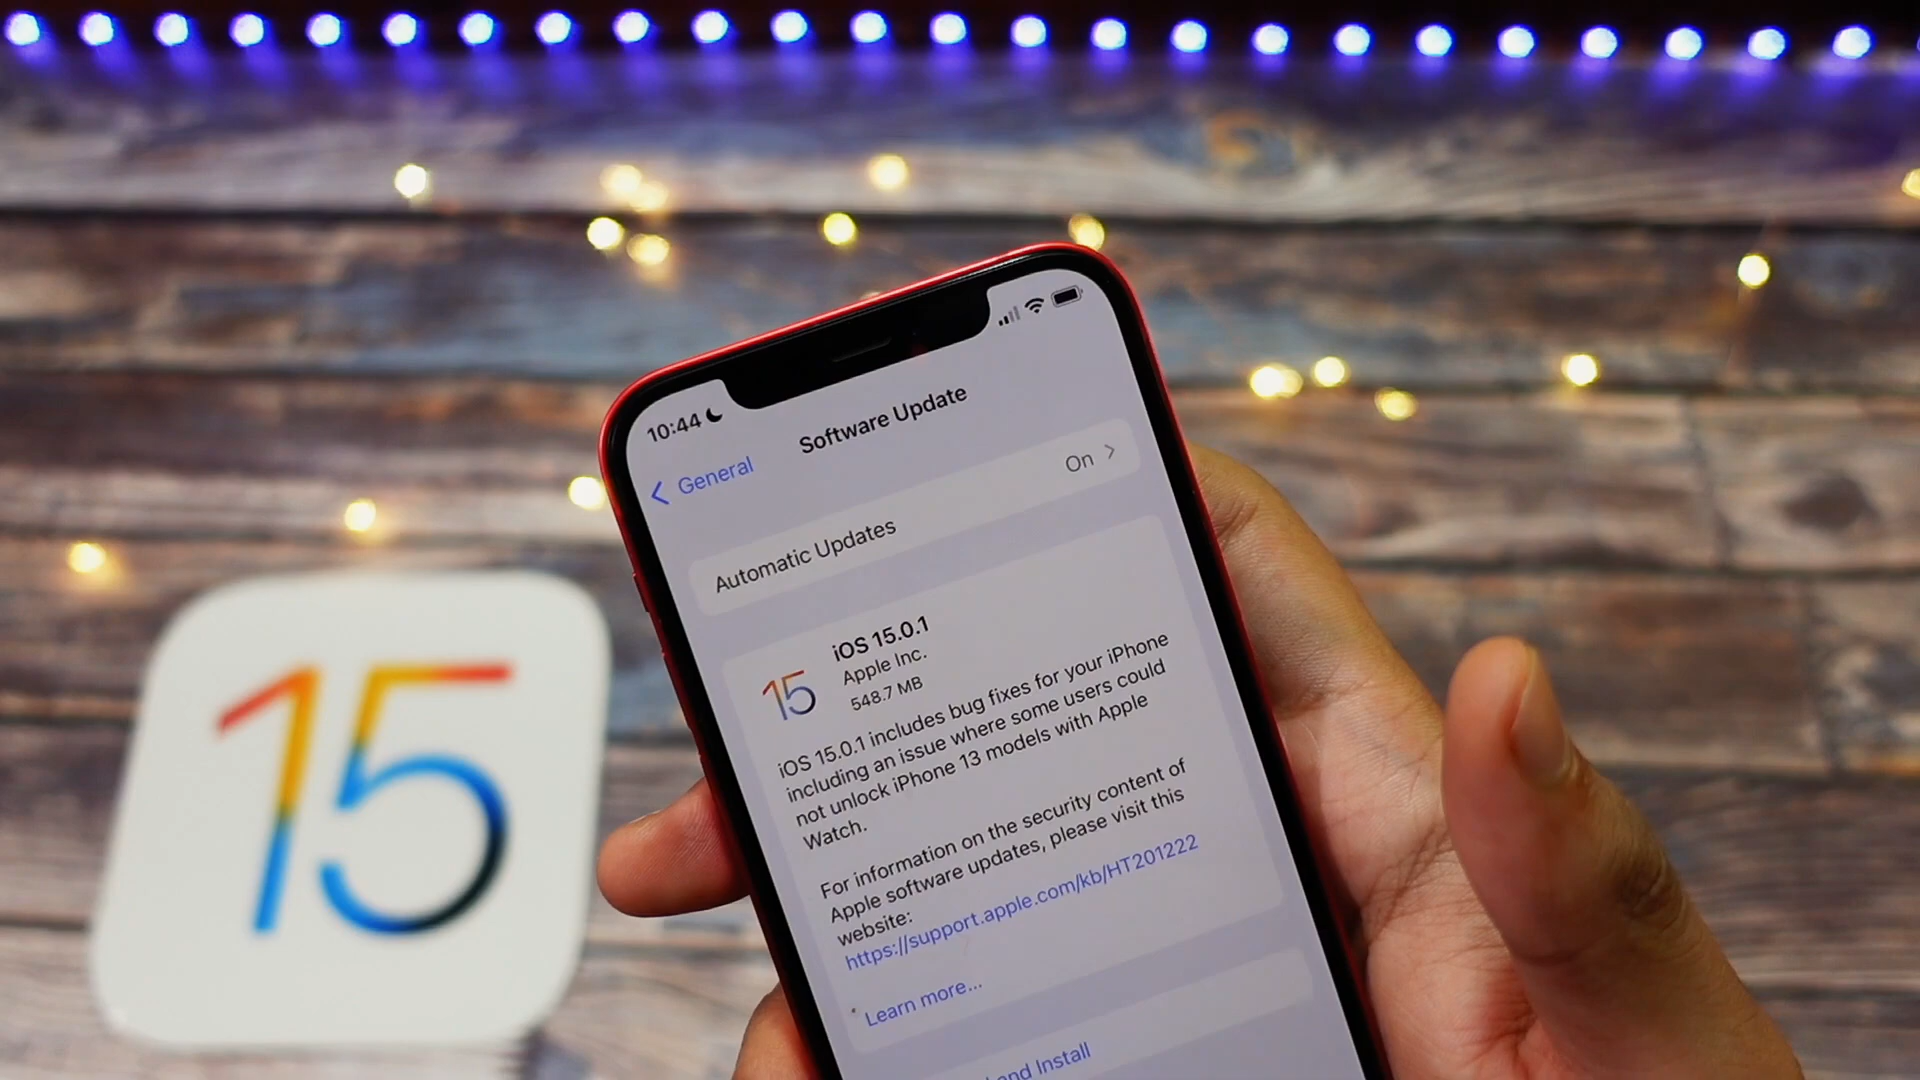 10:44
General
Software Update
Automatic Updates
On
15
iOS 15.0.1
Apple Inc.
548.7 MB
iOS 15.0.1 includes bug fixes for your iPhone
including an issue where some users could
not unlock iPhone 13 models with Apple
Watch.
For information on the security content of
Apple software updates, please visit this
website:
https://support.apple.com/kb/HT201222
Learn more...
and Install
15